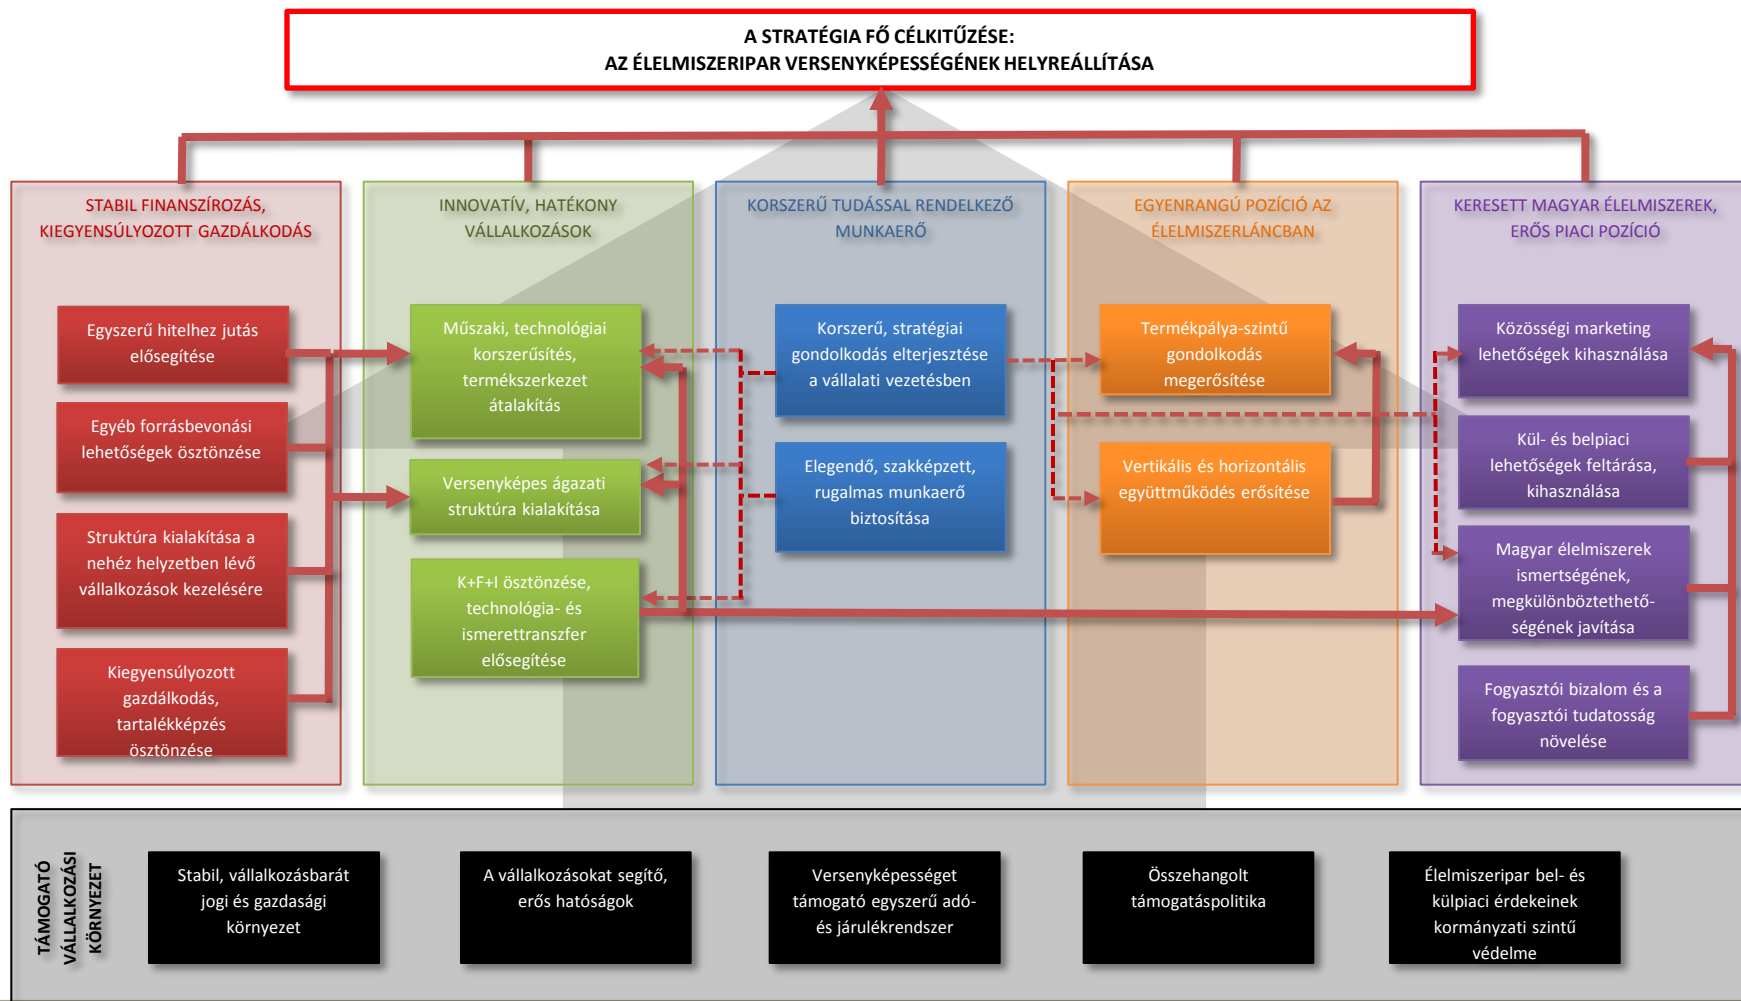 A STRATÉGIA FŐ CÉLKITŰZÉSE:
AZ ÉLELMISZERIPAR VERSENYKÉPESSÉGÉNEK HELYREÁLLÍTÁSA
STABIL FINANSZÍROZÁS,
KIEGYENSÚLYOZOTT GAZDÁLKODÁS
Egyszerű hitelhez jutás
elősegítése
Egyéb forrásbevonási
lehetőségek ösztönzése
Struktúra kialakítása a
nehéz helyzetben lévő
vállalkozások kezelésére
Kiegyensúlyozott
gazdálkodás,
tartalékképzés
ösztönzése
INNOVATÍV, HATÉKONY
VÁLLALKOZÁSOK
Műszaki, technológiai
korszerűsítés,
termékszerkezet
átalakítás
Versenyképes ágazati
struktúra kialakítása
K+F+I ösztönzése,
technológia- és
ismerettranszfer
elősegítése
KORSZERŰ TUDÁSSAL RENDELKEZŐ
MUNKAERŐ
Korszerű, stratégiai
gondolkodás elterjesztése
a vállalati vezetésben
Elegendő, szakképzett,
rugalmas munkaerő
biztosítása
EGYENRANGÚ POZÍCIÓ AZ
ÉLELMISZERLÁNCBAN
Termékpálya-szintű
gondolkodás
megerősítése
Vertikális és horizontális
együttműködés erősítése
KERESETT MAGYAR ÉLELMISZEREK,
ERŐS PIACI POZÍCIÓ
Közösségi marketing
lehetőségek kihasználása
Kül- és belpiaci
lehetőségek feltárása,
kihasználása
Magyar élelmiszerek
ismertségének,
megkülönböztethető-
ségének javítása
Fogyasztói bizalom és a
fogyasztói tudatosság
növelése
TÁMOGATÓ
VÁLLALKOZÁSI
KÖRNYEZET
Stabil, vállalkozásbarát
jogi és gazdasági
környezet
A vállalkozásokat segítő,
erős hatóságok
Versenyképességet
támogató egyszerű adó-
és járulékrendszer
Összehangolt
támogatáspolitika
Élelmiszeripar bel- és
külpiaci érdekeinek
kormányzati szintű
védelme